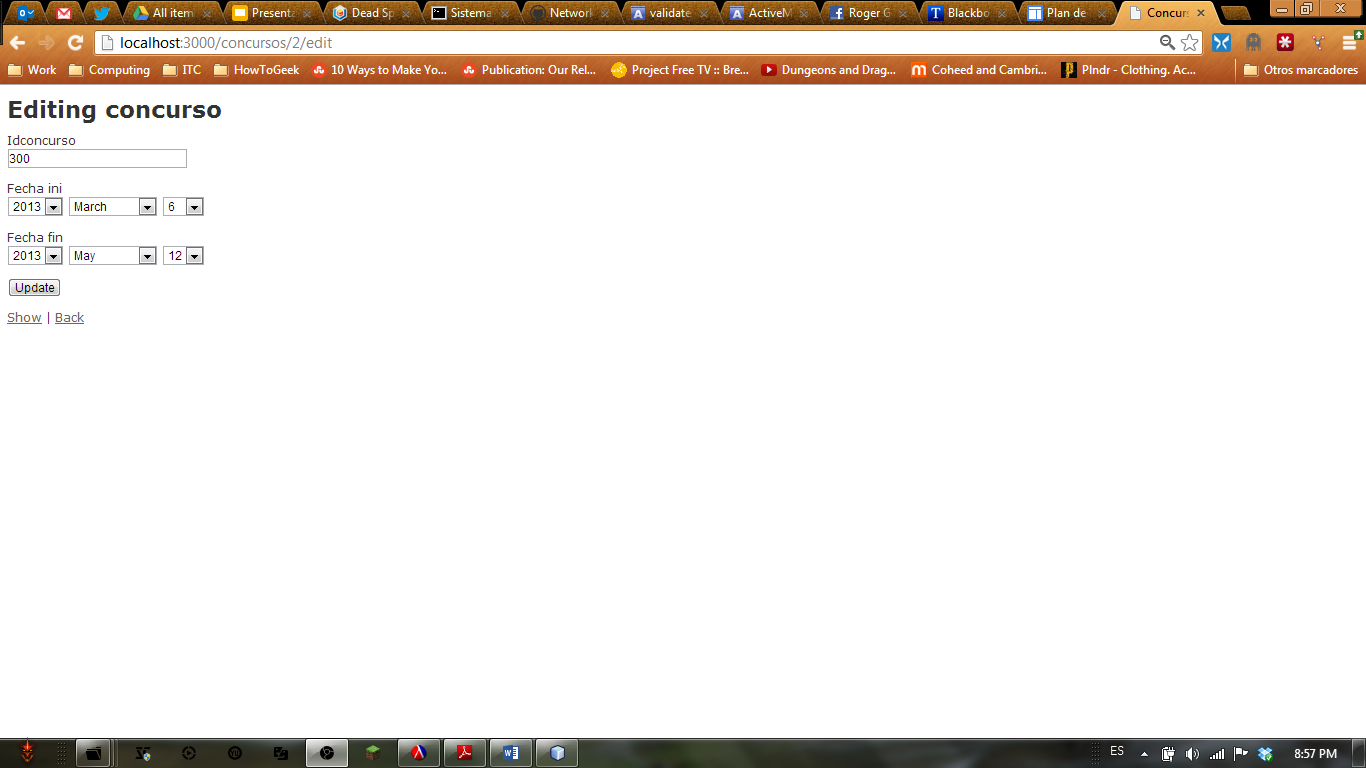 All item Presenta Dead Sp Sistema Network validate ActiveM Roger G Blackbo Plan de Concurs
localhost:3000/concursos/2/edit
Work Computing ITC HowToGeek 10 Ways to Make Yo... Publication: Our Rel... Project Free TV :: Bre... Dungeons and Drag... Coheed and Cambri... Plndr - Clothing. Ac... Otros marcadores
Editing concurso
Idconcurso
300
Fecha ini
2013 March 6
Fecha fin
2013 May 12
Update
Show | Back
ES 8:57 PM